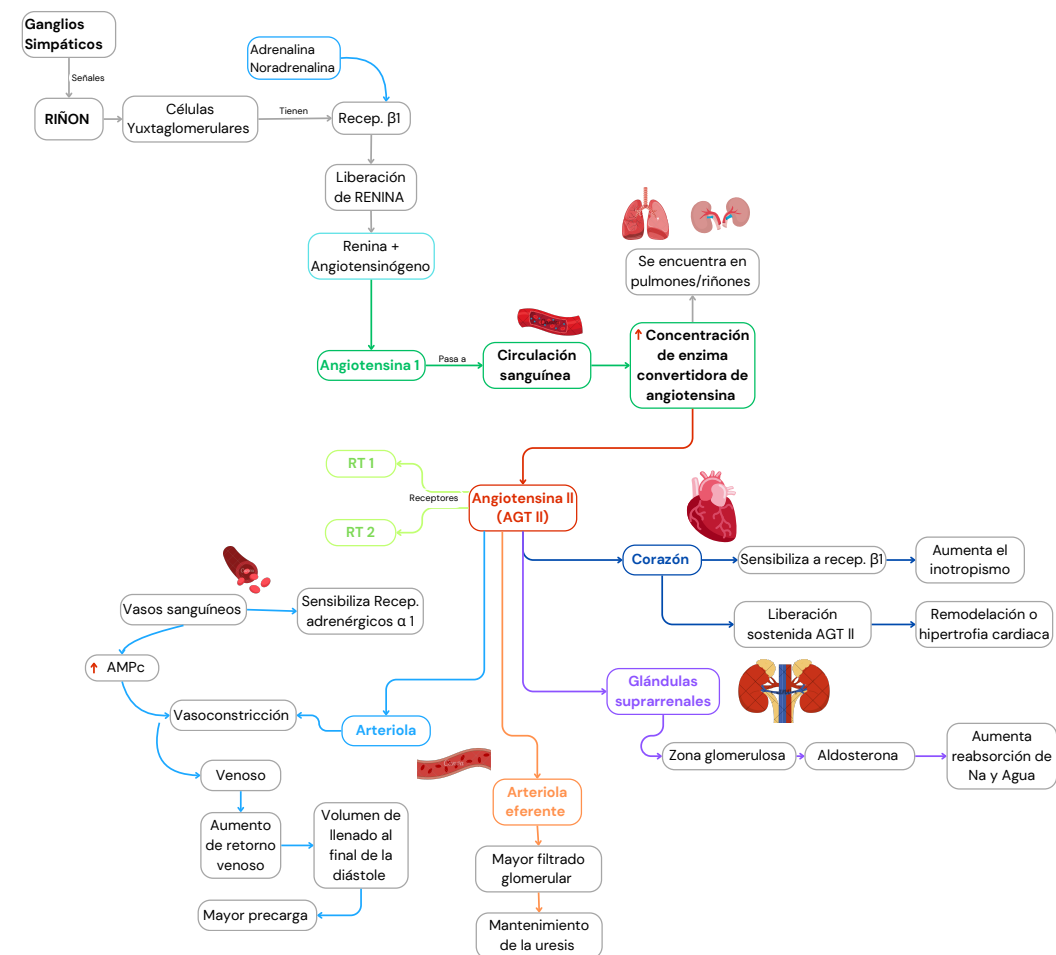 Ganglios
Simpáticos
Señales
RIÑON
Células
Yuxtaglomerulares
Tienen
Adrenalina
Noradrenalina
Recep. β1
Liberación
de RENINA
Renina +
Angiotensinógeno
Angiotensina 1
Pasa a
Circulación
sanguínea
Se encuentra en
pulmones/riñones
↑ Concentración
de enzima
convertidora de
angiotensina
RT 1
Receptores
RT 2
Angiotensina II
(AGT II)
Corazón
Sensibiliza a recep. β1
Aumenta el
inotropismo
Liberación
sostenida AGT II
Remodelación o
hipertrofia cardiaca
Glándulas
suprarrenales
Zona glomerulosa
Aldosterona
Aumenta
reabsorción de
Na y Agua
Vasos sanguíneos
Sensibiliza Recep.
adrenérgicos α 1
↑ AMPc
Vasoconstricción
Arteriola
Venoso
Aumento
de retorno
venoso
Volumen de
llenado al
final de la
diástole
Mayor precarga
Arteriola
eferente
Mayor filtrado
glomerular
Mantenimiento
de la uresis